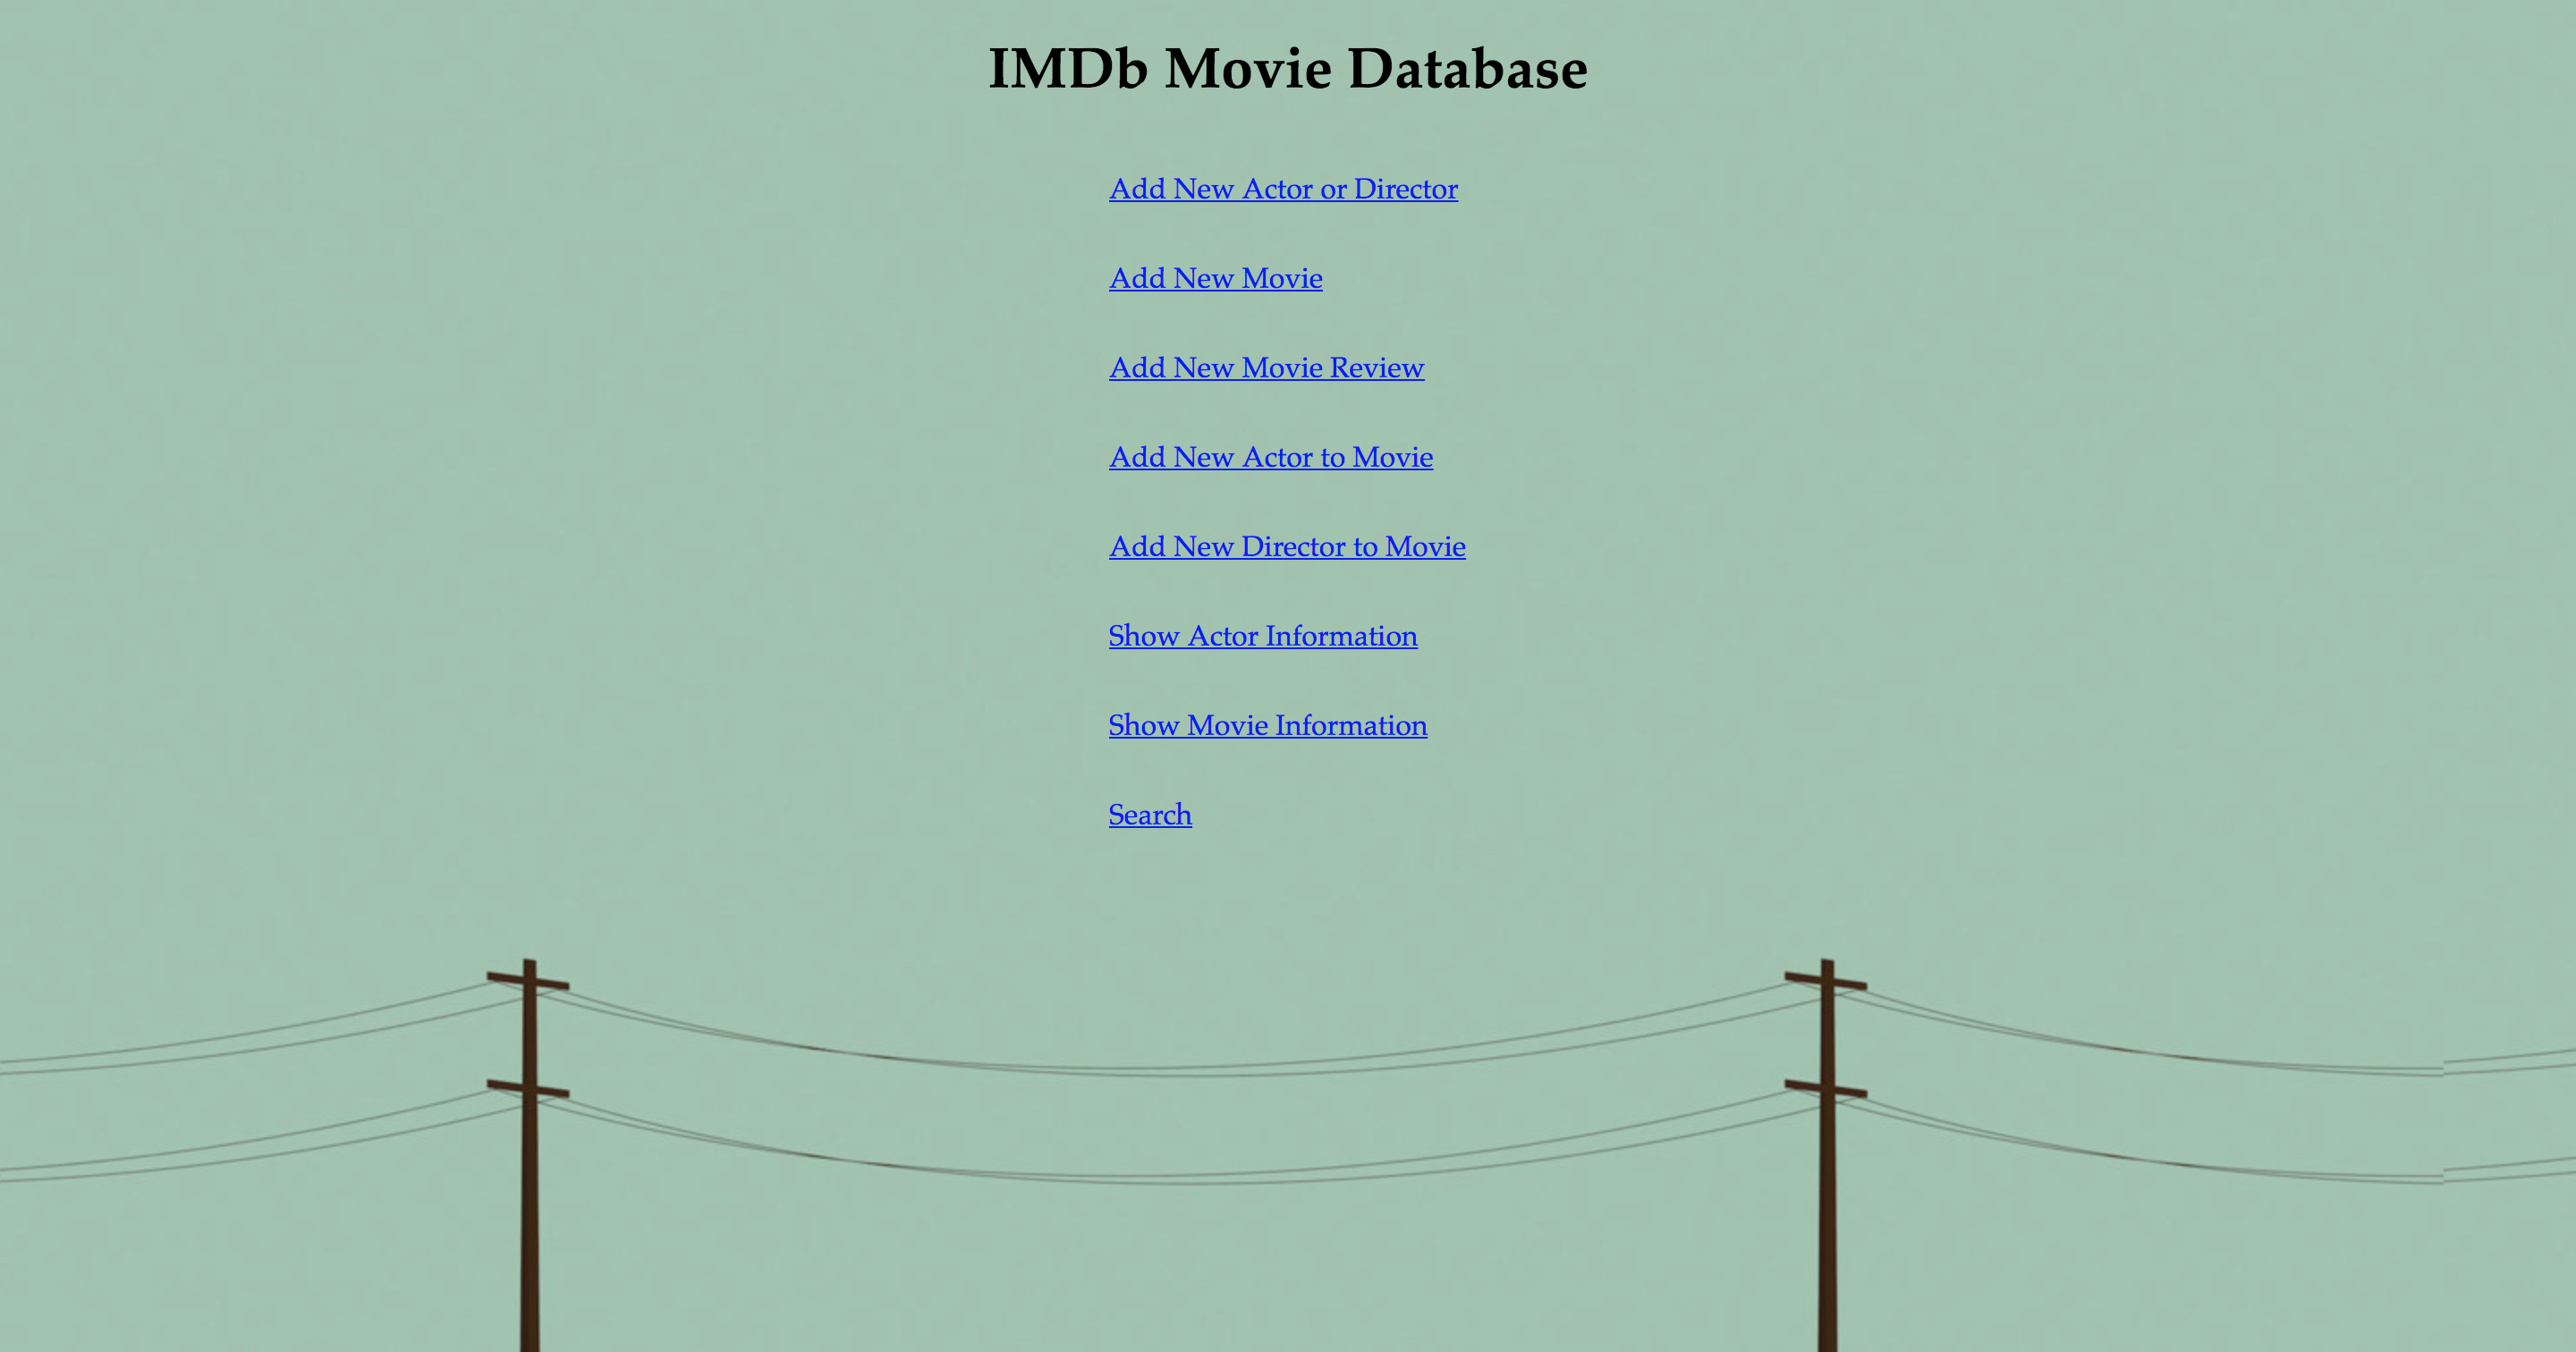 IMDb Movie Database
Add New Actor or Director
Add New Movie
Add New Movie Review
Add New Actor to Movie
Add New Director to Movie
Show Actor Information
Show Movie Information
Search